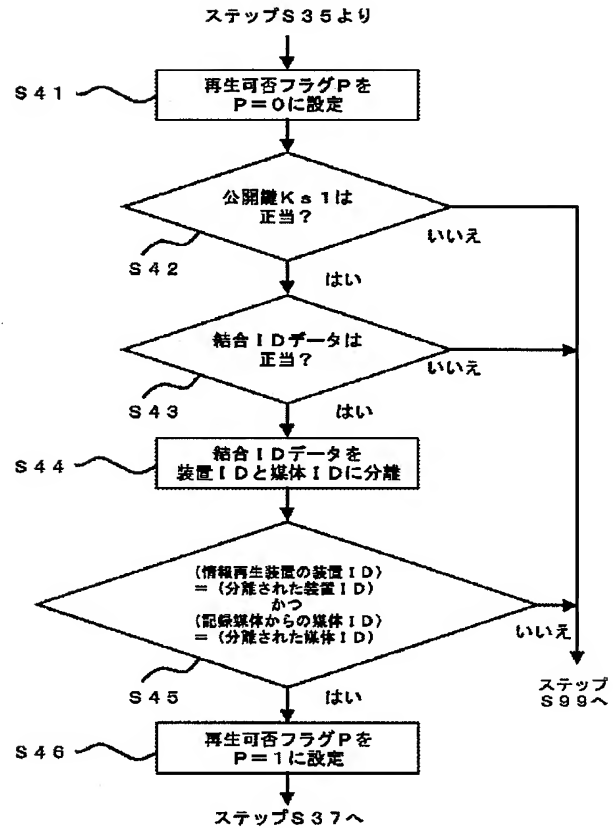 ステップS35より
S41
再生可否フラグPを
P=0に設定
公開鍵Ks1は
正当?
いいえ
S42
はい
結合IDデータは
正当?
いいえ
S43
はい
S44
結合IDデータを
装置IDと媒体IDに分離
(情報再生装置の装置ID)
=(分離された装置ID)
かつ
(記録媒体からの媒体ID)
=(分離された媒体ID)
いいえ
S45
はい
ステップ
S99へ
S46
再生可否フラグPを
P=1に設定
ステップS37へ